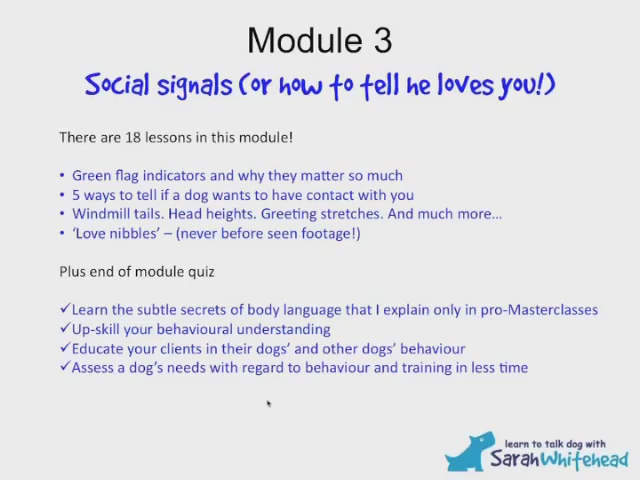 Module 3
Social signals (or how to tell he loves you!)
There are 18 lessons in this module!
• Green flag indicators and why they matter so much
• 5 ways to tell if a dog wants to have contact with you
• Windmill tails. Head heights. Greeting stretches. And much more...
• ‘Love nibbles’ – (never before seen footage!)
Plus end of module quiz
✓Learn the subtle secrets of body language that I explain only in pro-Masterclasses
✓Up-skill your behavioural understanding
✓Educate your clients in their dogs’ and other dogs’ behaviour
✓Assess a dog’s needs with regard to behaviour and training in less time
learn to talk dog with
SarahWhitehead